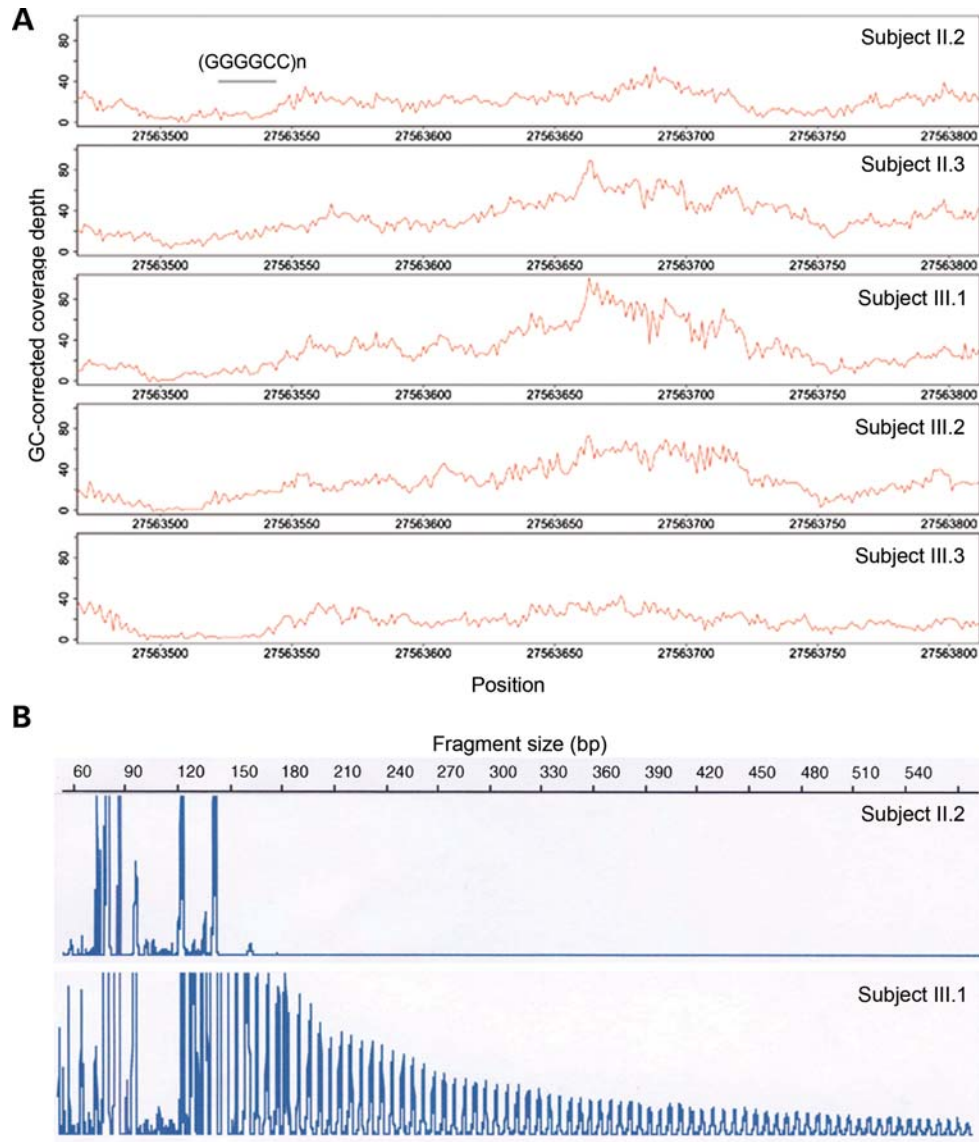 A
Subject II.2
(GGGGCC)n
80
40
0
27563500 27563550 27563600 27563650 27563700 27563750 27563800
Subject II.3
80
40
0
27563500 27563550 27563600 27563650 27563700 27563750 27563800
GC-corrected coverage depth
Subject III.1
80
40
0
27563500 27563550 27563600 27563650 27563700 27563750 27563800
Subject III.2
80
40
0
27563500 27563550 27563600 27563650 27563700 27563750 27563800
Subject III.3
80
40
0
27563500 27563550 27563600 27563650 27563700 27563750 27563800
Position
B
Fragment size (bp)
60 90 120 150 180 210 240 270 300 330 360 390 420 450 480 510 540
Subject II.2
Subject III.1